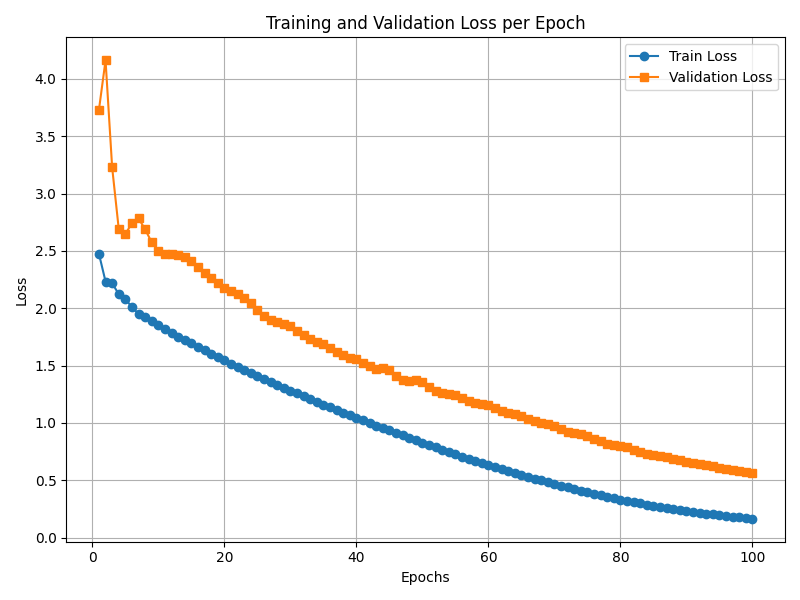 Training and Validation Loss per Epoch
Train Loss
Validation Loss
4.0
3.5
3.0
2.5
2.0
1.5
1.0
0.5
0.0
Loss
0 20 40 60 80 100
Epochs